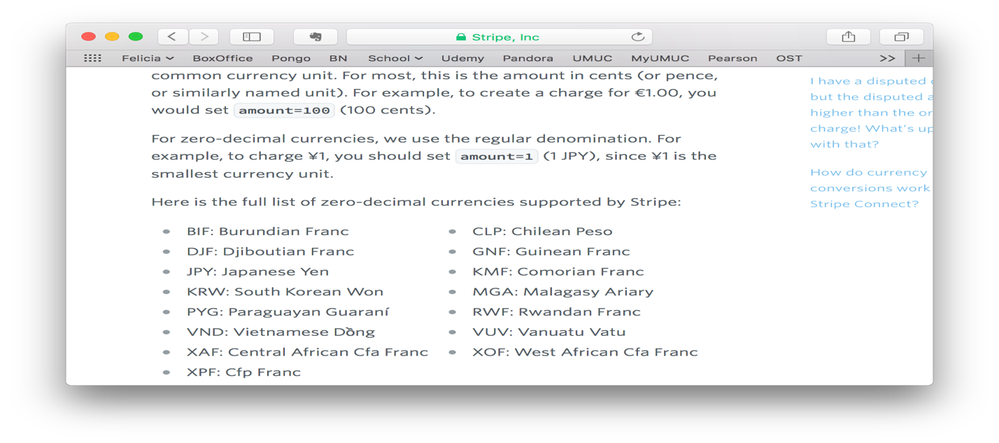 Stripe, Inc
Felicia BoxOffice Pongo BN School Udemy Pandora UMUC MyUMUC Pearson OST >>
common currency unit. For most, this is the amount in cents (or pence,
or similarly named unit). For example, to create a charge for €1.00, you
would set amount=100 (100 cents).
For zero-decimal currencies, we use the regular denomination. For
example, to charge ¥1, you should set amount=1 (1 JPY), since ¥1 is the
smallest currency unit.
Here is the full list of zero-decimal currencies supported by Stripe:
BIF: Burundian Franc
CLP: Chilean Peso
DJF: Djiboutian Franc
GNF: Guinean Franc
JPY: Japanese Yen
KMF: Comorian Franc
KRW: South Korean Won
MGA: Malagasy Ariary
PYG: Paraguayan Guaraní
RWF: Rwandan Franc
VND: Vietnamese Dồng
VUV: Vanuatu Vatu
XAF: Central African Cfa Franc
XOF: West African Cfa Franc
XPF: Cfp Franc
I have a disputed
but the disputed
higher than the
charge! What's up
with that?
How do currency
conversions work
Stripe Connect?